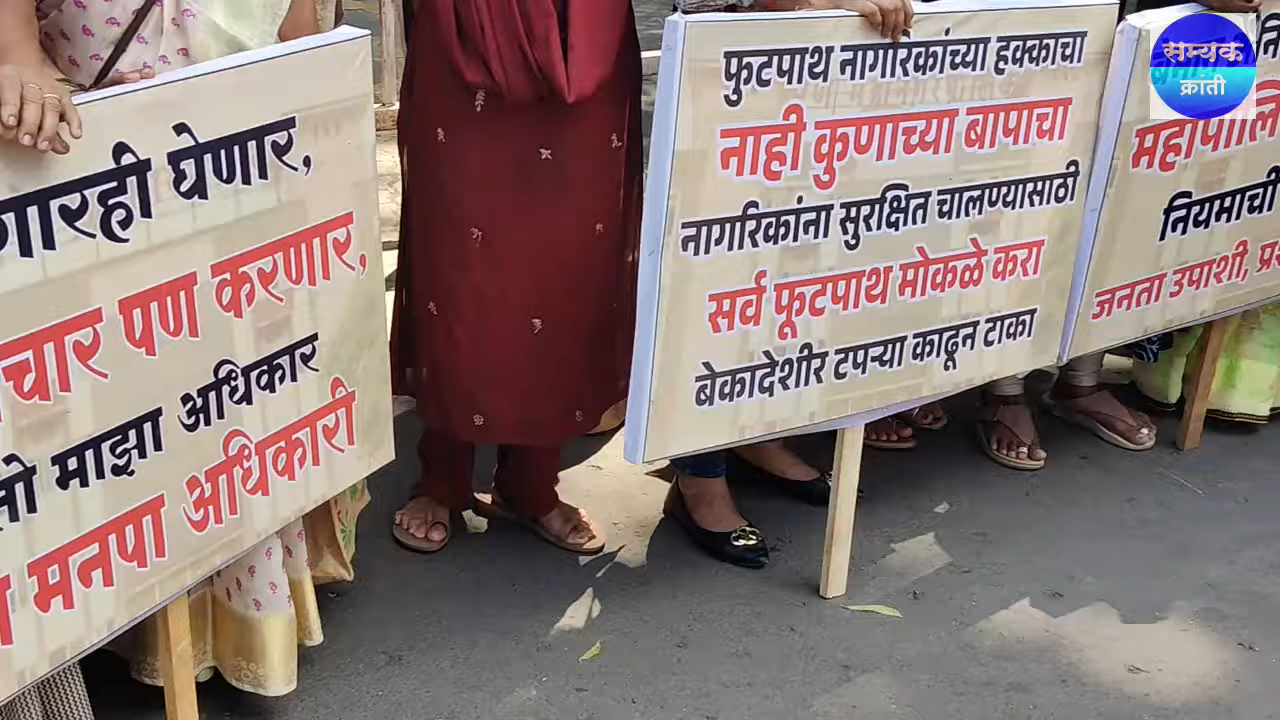 घेणार,
पण करणार,
माझा अधिकार
मनपा अधिकारी
फुटपाथ नागरिकांच्या हक्काचा
नाही कुणाच्या बापाचा
नागरिकांना सुरक्षित चालण्यासाठी
सर्व फूटपाथ मोकळे करा
बेकादेशीर टपऱ्या काढून टाका
नियमाची
जनता उपाशी,
सम्यक
क्रांती